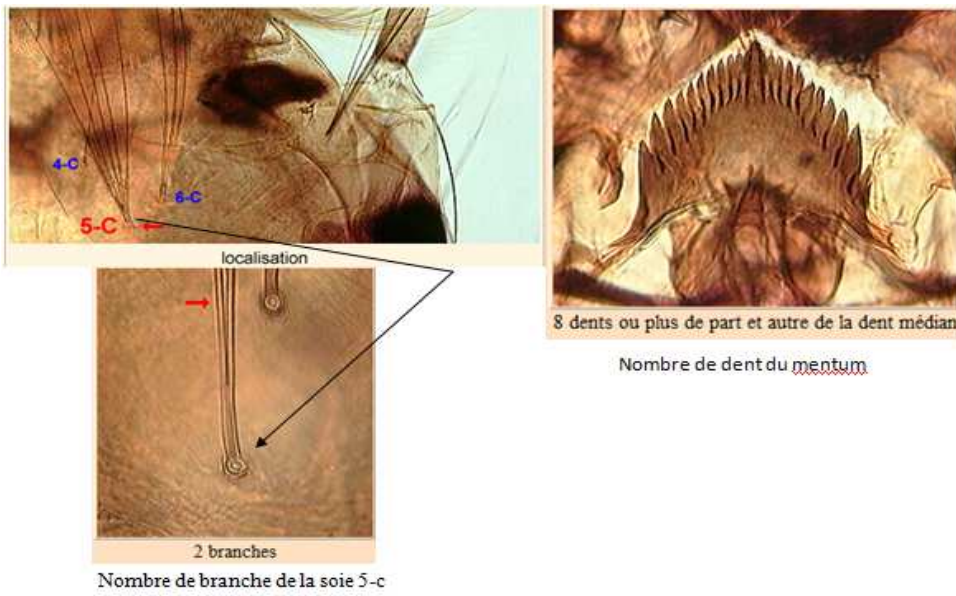 4-C
6-C
5-C
localisation
8 dents ou plus de part et autre de la dent médian
Nombre de dent du mentum
2 branches
Nombre de branche de la soie 5-c